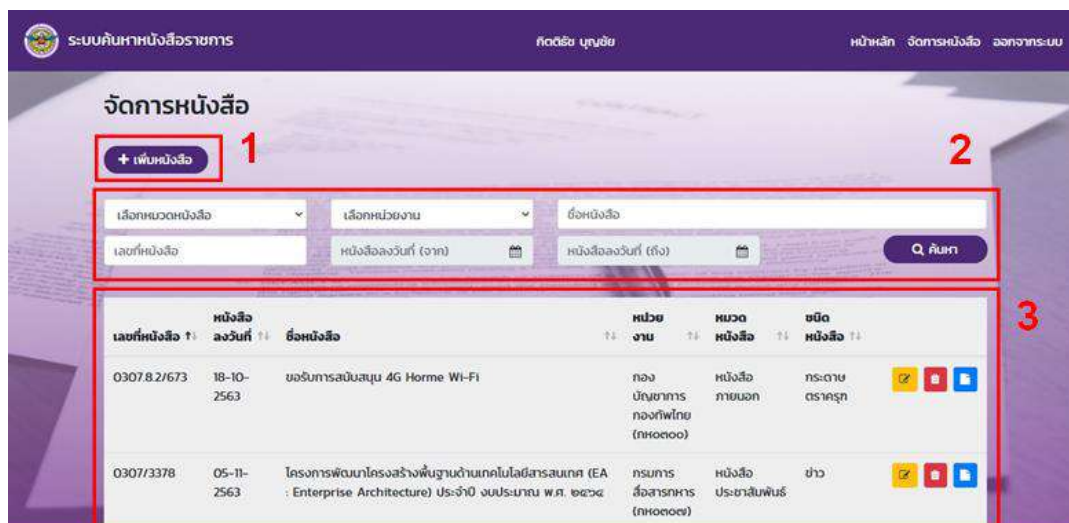 ระบบค้นหาหนังสือราชการ
กิตติธัช บุญชัย
หน้าหลัก จัดการหนังสือ ออกจากระบบ
จัดการหนังสือ
+ เพิ่มหนังสือ
1
2
เลือกหมวดหนังสือ
เลือกหน่วยงาน
ชื่อหนังสือ
เลขที่หนังสือ
หนังสือลงวันที่ (จาก)
หนังสือลงวันที่ (ถึง)
ค้นหา
3
เลขที่หนังสือ
หนังสือ
ลงวันที่
ชื่อหนังสือ
หน่วย
งาน
หมวด
หนังสือ
ชนิด
หนังสือ
0307.8.2/673
18-10-
2563
ขอรับการสนับสนุน 4G Horme Wi-Fi
กอง
บัญชาการ
กองทัพไทย
หนังสือ
ภายนอก
กระดาษ
ตราครุฑ
0307/3378
05-11-
2563
โครงการพัฒนาโครงสร้างพื้นฐานด้านเทคโนโลยีสารสนเทศ (EA
: Enterprise Architecture) ประจำปี งบประมาณ พ.ศ. ๒๕๖๔
กรมการ
สื่อสารทหาร
หนังสือ
ประชาสัมพันธ์
ข่าว